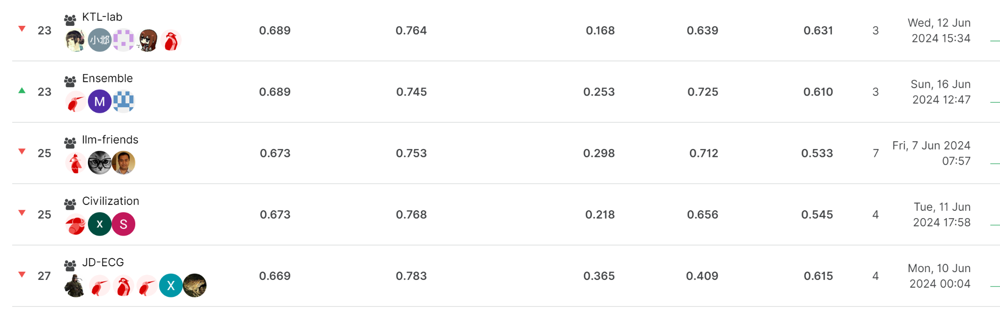 KTL-lab
23 0.689 0.764 0.168 0.639 0.631 3 Wed, 12 Jun
2024 15:34
小邶
Ensemble
23 0.689 0.745 0.253 0.725 0.610 3 Sun, 16 Jun
2024 12:47
M
llm-friends
25 0.673 0.753 0.298 0.712 0.533 7 Fri, 7 Jun 2024
07:57
Civilization
25 0.673 0.768 0.218 0.656 0.545 4 Tue, 11 Jun
2024 17:58
x S
JD-ECG
27 0.669 0.783 0.365 0.409 0.615 4 Mon, 10 Jun
2024 00:04
X